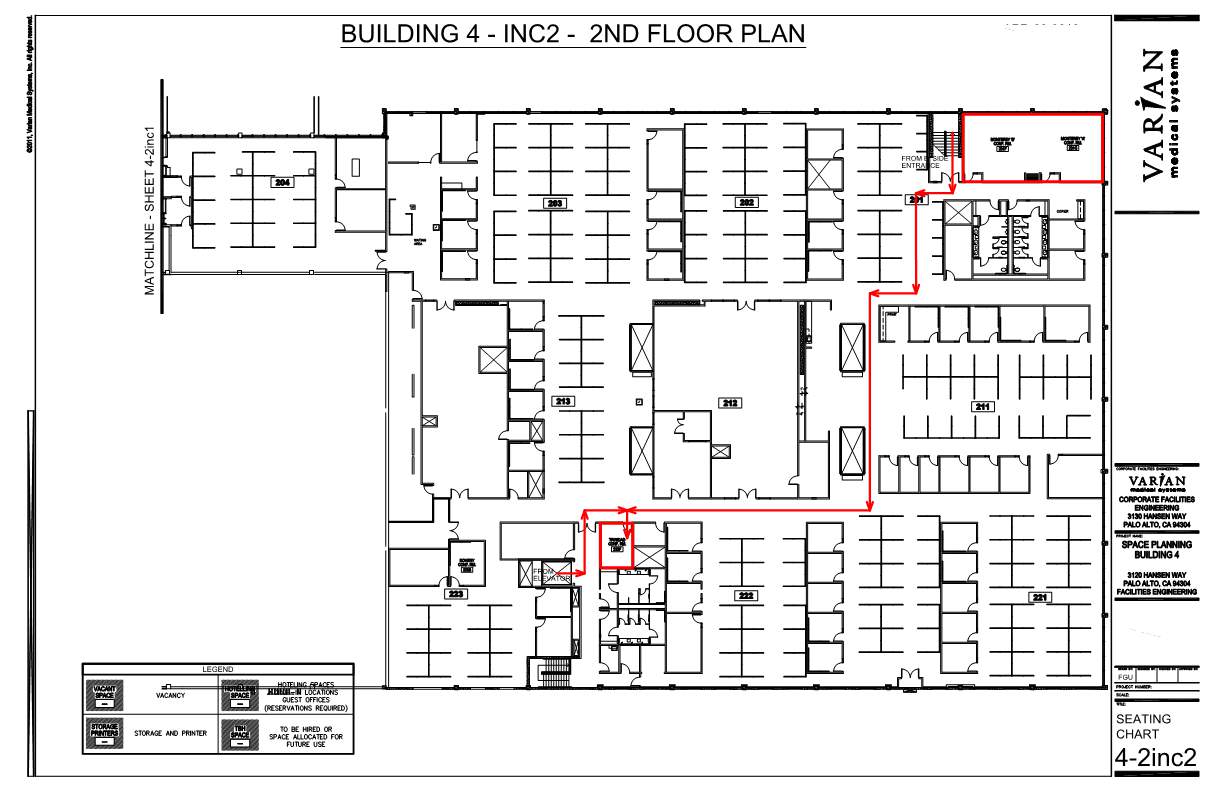 BUILDING 4 - INC2 - 2ND FLOOR PLAN
©2011, Varian Medical Systems, Inc. All rights reserved.
MATCHLINE - SHEET 4-2inc1
204
203
202
201
FROM B SIDE
ENTRANCE
MONTEREY 'B'
CONF. RM.
MONTEREY 'A'
CONF. RM.
WAITING
AREA
COPIER
213
212
211
CONF. RM.
CONF. RM.
FROM
ELEVATOR
223
222
221
LEGEND
VACANT
SPACE
VACANCY
HOTELING
SPACE
HOTELING SPACES
LOCATIONS
GUEST OFFICES
(RESERVATIONS REQUIRED)
STORAGE
PRINTERS
STORAGE AND PRINTER
TBH
SPACE
TO BE HIRED OR
SPACE ALLOCATED FOR
FUTURE USE
VARIAN
medical systems
CORPORATE FACILITIES ENGINEERING:
VARIAN
medical systems
CORPORATE FACILITIES
ENGINEERING
3130 HANSEN WAY
PALO ALTO, CA 94304
PROJECT NAME:
SPACE PLANNING
BUILDING 4
3120 HANSEN WAY
PALO ALTO, CA 94304
FACILITIES ENGINEERING
FGU
PROJECT NUMBER:
SCALE:
TITLE:
SEATING
CHART
4-2inc2